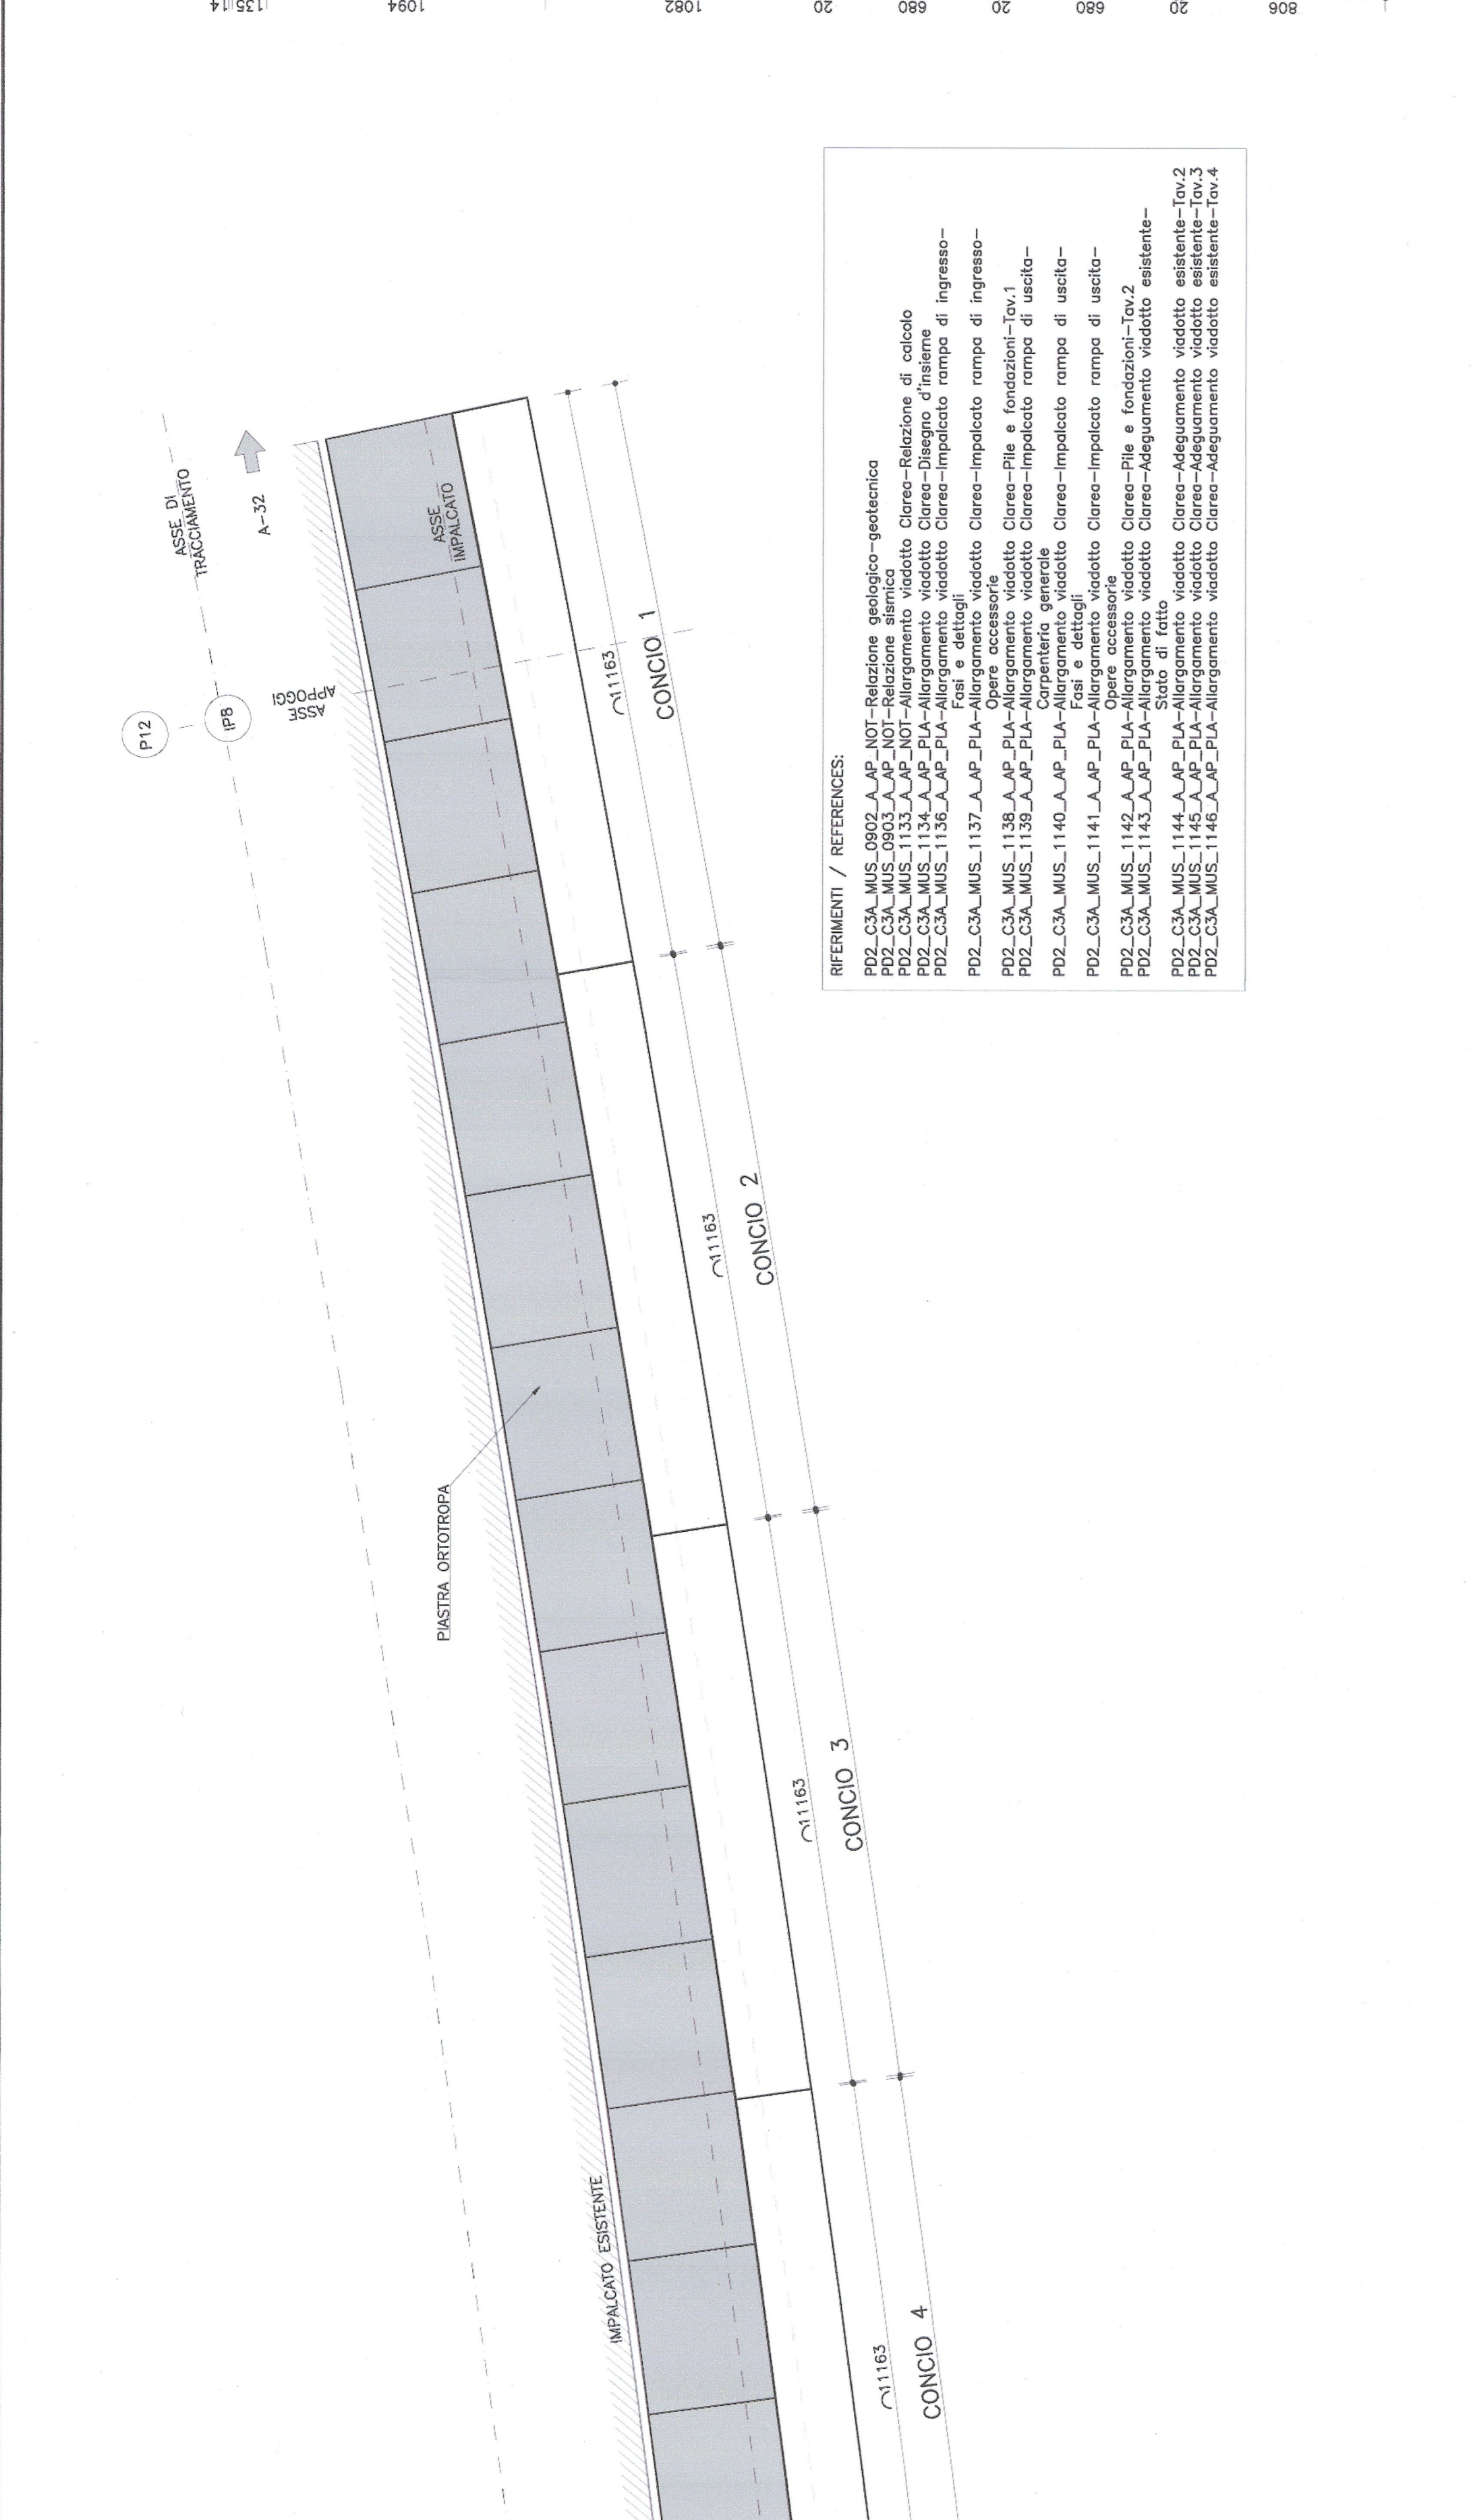 135 14
1094
1082
20
680
20
680
20
806
ASSE DI
TRACCIAMENTO
A-32
P12
IP8
ASSE
APPOGGI
ASSE
IMPALCATO
11163
CONCIO 1
11163
CONCIO 2
PIASTRA ORTOTROPA
11163
CONCIO 3
IMPALCATO ESISTENTE
11163
CONCIO 4
RIFERIMENTI / REFERENCES:
PD2_C3A_MUS_0902_A_AP_NOT-Relazione geologico-geotecnica
PD2_C3A_MUS_0903_A_AP_NOT-Relazione sismica
PD2_C3A_MUS_1133_A_AP_NOT-Allargamento viadotto Clarea-Relazione di calcolo
PD2_C3A_MUS_1134_A_AP_PLA-Allargamento viadotto Clarea-Disegno d'insieme
PD2_C3A_MUS_1136_A_AP_PLA-Allargamento viadotto Clarea-Impalcato rampa di ingresso-
Fasi e dettagli
PD2_C3A_MUS_1137_A_AP_PLA-Allargamento viadotto Clarea-Impalcato rampa di ingresso-
Opere accessorie
PD2_C3A_MUS_1138_A_AP_PLA-Allargamento viadotto Clarea-Pile e fondazioni-Tav.1
PD2_C3A_MUS_1139_A_AP_PLA-Allargamento viadotto Clarea-Impalcato rampa di uscita-
Carpenteria generale
PD2_C3A_MUS_1140_A_AP_PLA-Allargamento viadotto Clarea-Impalcato rampa di uscita-
Fasi e dettagli
PD2_C3A_MUS_1141_A_AP_PLA-Allargamento viadotto Clarea-Impalcato rampa di uscita-
Opere accessorie
PD2_C3A_MUS_1142_A_AP_PLA-Allargamento viadotto Clarea-Pile e fondazioni-Tav.2
PD2_C3A_MUS_1143_A_AP_PLA-Allargamento viadotto Clarea-Adeguamento viadotto esistente-
Stato di fatto
PD2_C3A_MUS_1144_A_AP_PLA-Allargamento viadotto Clarea-Adeguamento viadotto esistente-Tav.2
PD2_C3A_MUS_1145_A_AP_PLA-Allargamento viadotto Clarea-Adeguamento viadotto esistente-Tav.3
PD2_C3A_MUS_1146_A_AP_PLA-Allargamento viadotto Clarea-Adeguamento viadotto esistente-Tav.4